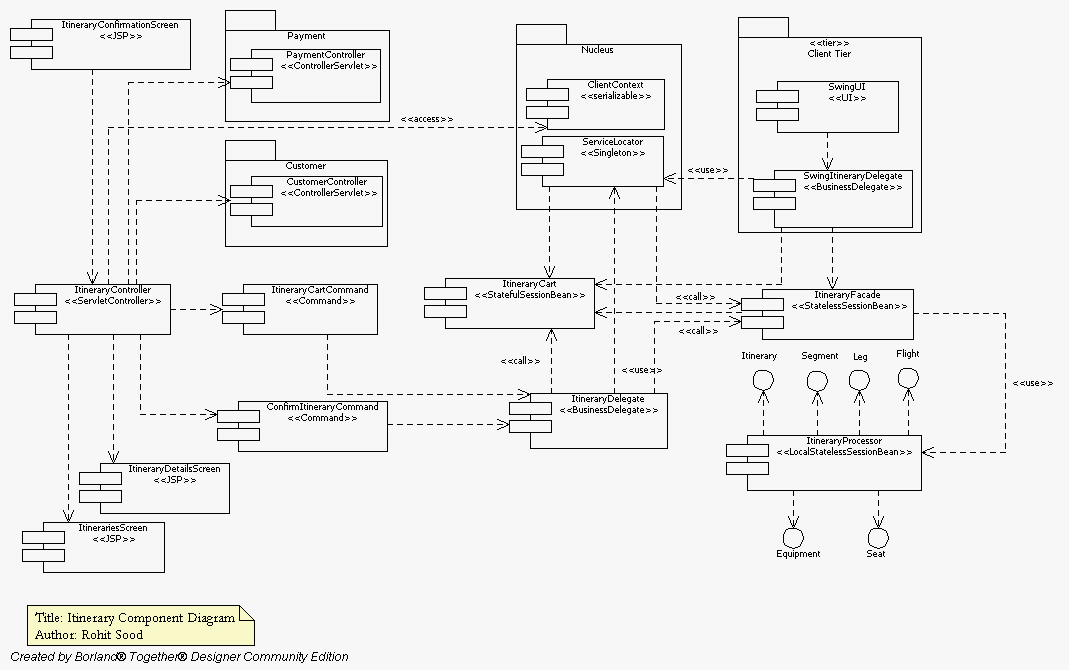 ItineraryConfirmationScreen
<<JSP>>
Payment
PaymentController
<<ControllerServlet>>
Nucleus
ClientContext
<<serializable>>
ServiceLocator
<<Singleton>>
<<tier>>
Client Tier
SwingUI
<<UI>>
SwingItineraryDelegate
<<BusinessDelegate>>
<<access>>
<<use>>
Customer
CustomerController
<<ControllerServlet>>
ItineraryController
<<ServletController>>
ItineraryCartCommand
<<Command>>
ItineraryCart
<<StatefulSessionBean>>
<<call>>
ItineraryFacade
<<StatelessSessionBean>>
<<call>>
<<call>>
<<use>>
Itinerary
Segment
Leg
Flight
<<use>>
ConfirmItineraryCommand
<<Command>>
ItineraryDelegate
<<BusinessDelegate>>
ItineraryProcessor
<<LocalStatelessSessionBean>>
ItineraryDetailsScreen
<<JSP>>
ItinerariesScreen
<<JSP>>
Equipment
Seat
Title: Itinerary Component Diagram
Author: Rohit Sood
Created by Borland® Together® Designer Community Edition